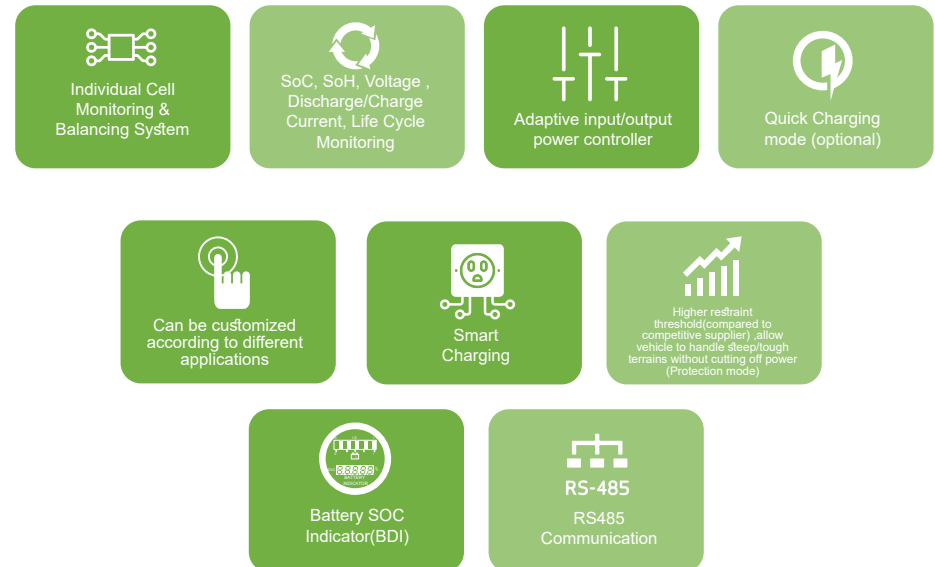 Individual Cell
Monitoring &
Balancing System
SoC, SoH, Voltage ,
Discharge/Charge
Current, Life Cycle
Monitoring
Adaptive input/output
power controller
Quick Charging
mode (optional)
Can be customized
according to different
applications
Smart
Charging
Higher restraint
threshold(compared to
competitive supplier) ,allow
vehicle to handle steep/tough
terrains without cutting off power
(Protection mode)
88888
BATTERY
INDICATOR
Battery SOC
Indicator(BDI)
RS-485
RS485
Communication